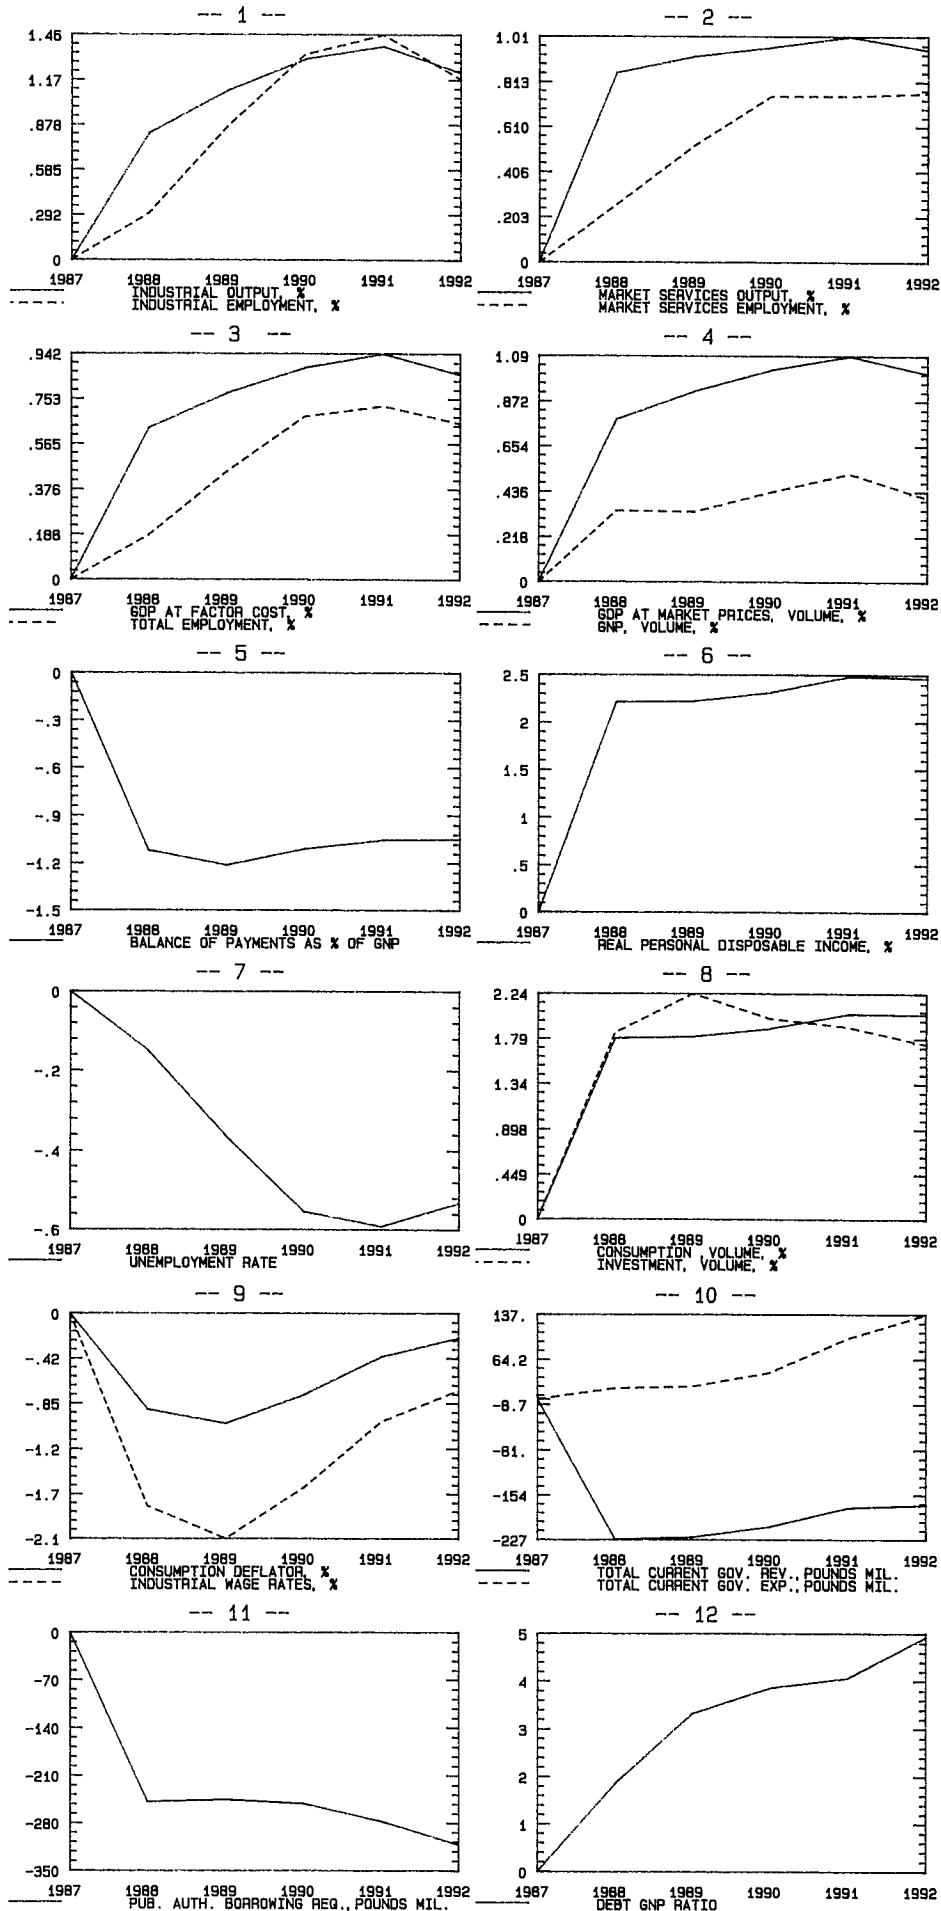 -- 1 --
1.46
1.17
.878
.585
.292
0
1987 1988 1989 1990 1991 1992
INDUSTRIAL OUTPUT, %
INDUSTRIAL EMPLOYMENT, %
-- 2 --
1.01
.813
.610
.406
.203
0
1987 1988 1989 1990 1991 1992
MARKET SERVICES OUTPUT, %
MARKET SERVICES EMPLOYMENT, %
-- 3 --
.942
.753
.565
.376
.188
0
1987 1988 1989 1990 1991 1992
GDP AT FACTOR COST, %
TOTAL EMPLOYMENT, %
-- 4 --
1.09
.872
.654
.436
.218
0
1987 1988 1989 1990 1991 1992
GDP AT MARKET PRICES, VOLUME, %
GNP, VOLUME, %
-- 5 --
0
-.3
-.6
-.9
-1.2
-1.5
1987 1988 1989 1990 1991 1992
BALANCE OF PAYMENTS AS % OF GNP
-- 6 --
2.5
2
1.5
1
.5
0
1987 1988 1989 1990 1991 1992
REAL PERSONAL DISPOSABLE INCOME, %
-- 7 --
0
-.2
-.4
-.6
1987 1988 1989 1990 1991 1992
UNEMPLOYMENT RATE
-- 8 --
2.24
1.79
1.34
.898
.449
0
1987 1988 1989 1990 1991 1992
CONSUMPTION , VOLUME, %
INVESTMENT, VOLUME, %
-- 9 --
0
-.42
-.85
-1.2
-1.7
-2.1
1987 1988 1989 1990 1991 1992
CONSUMPTION DEFLATOR, %
INDUSTRIAL WAGE RATES, %
-- 10 --
137.
64.2
-8.7
-81.
-154
-227
1987 1988 1989 1990 1991 1992
TOTAL CURRENT GOV. REV., POUNDS MIL.
TOTAL CURRENT GOV. EXP., POUNDS MIL.
-- 11 --
0
-70
-140
-210
-280
-350
1987 1988 1989 1990 1991 1992
PUB. AUTH. BORROWING REQ., POUNDS MIL.
-- 12 --
5
4
3
2
1
0
1987 1988 1989 1990 1991 1992
DEBT GNP RATIO